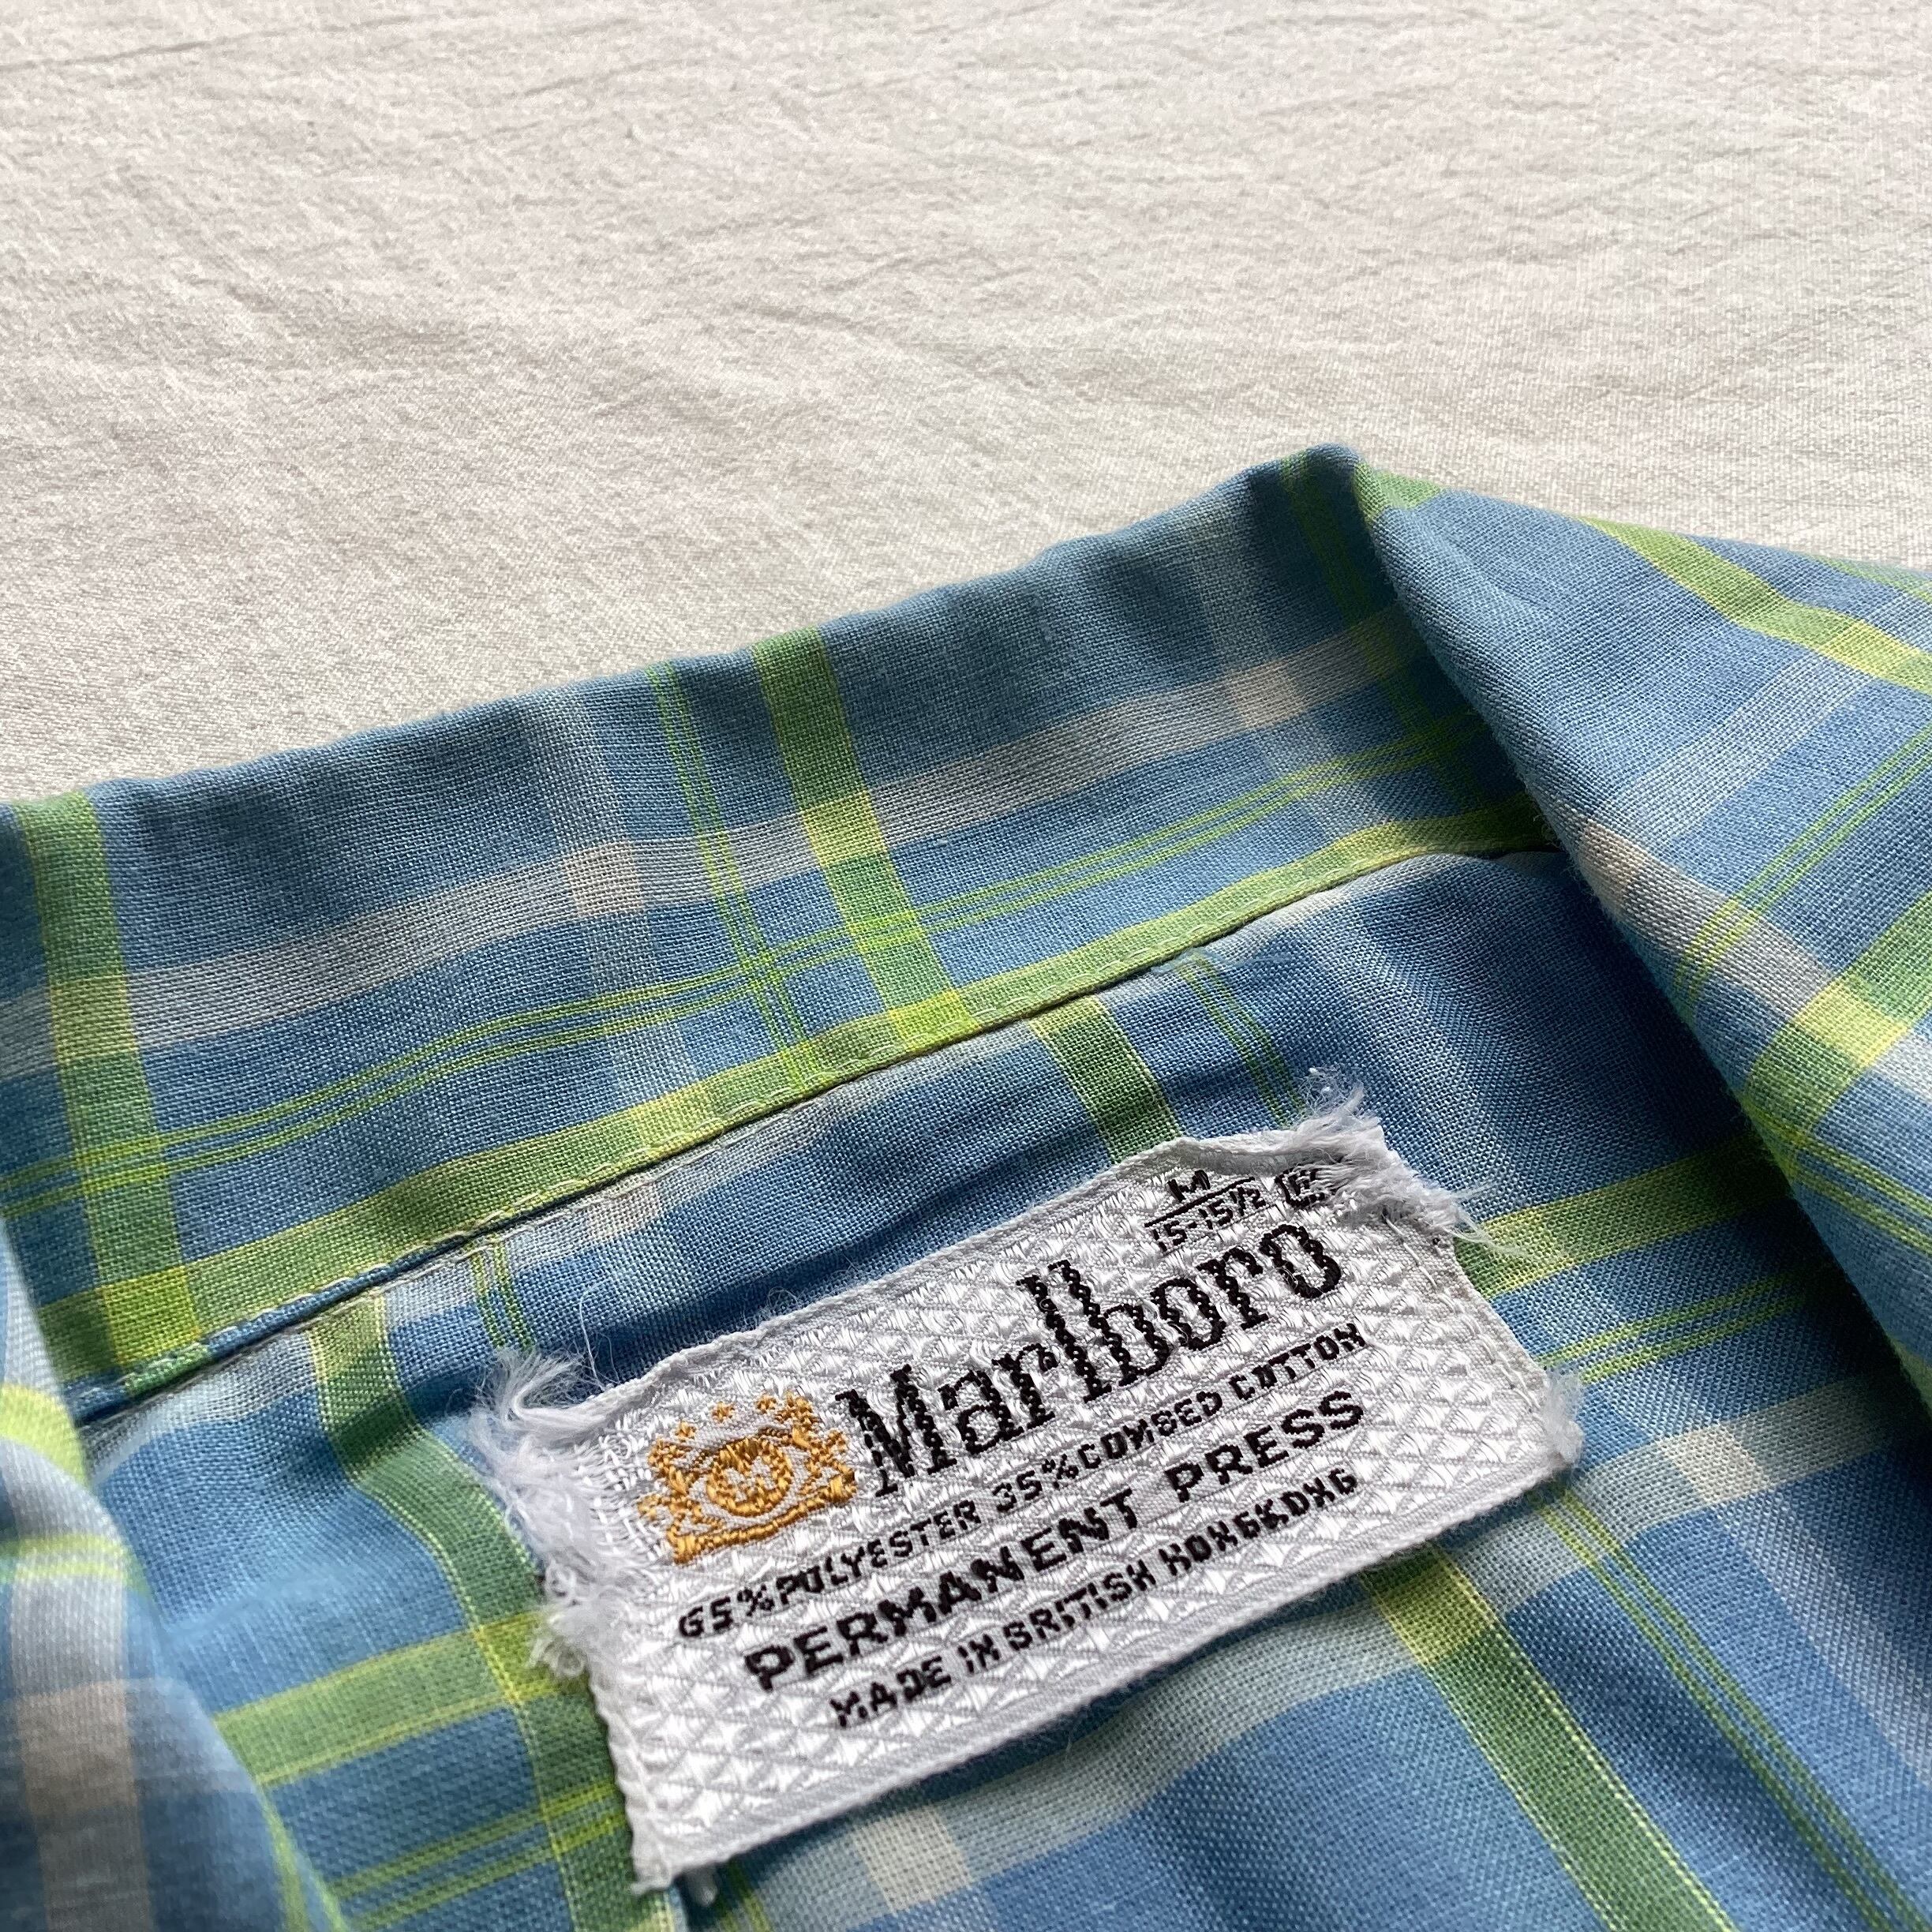 M
15-15½ E
Marlboro
M
65%POLYESTER 35%COMBED COTTON
PERMANENT PRESS
MADE IN BRITISH HONGKONG